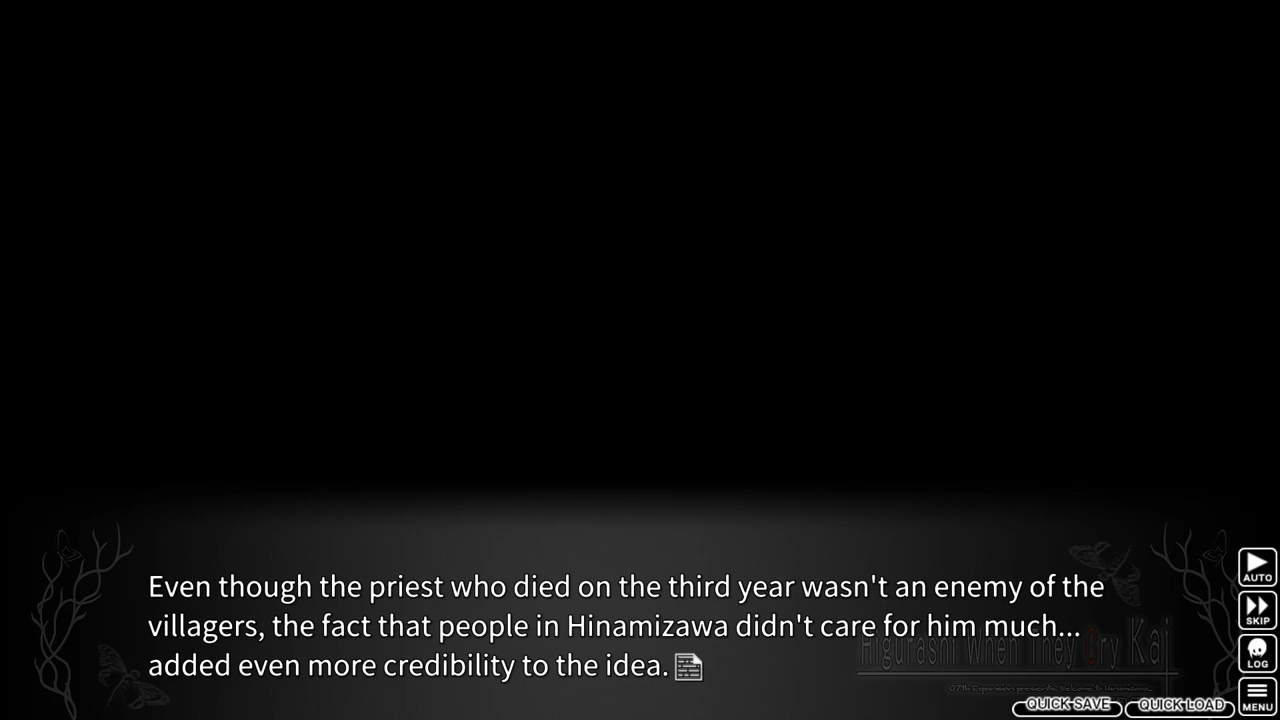 Even though the priest who died on the third year wasn't an enemy of the
villagers, the fact that people in Hinamizawa didn't care for him much...
added even more credibility to the idea.
Higurashi When They Cry Kai
AUTO
SKIP
LOG
MENU
QUICK SAVE
QUICK LOAD